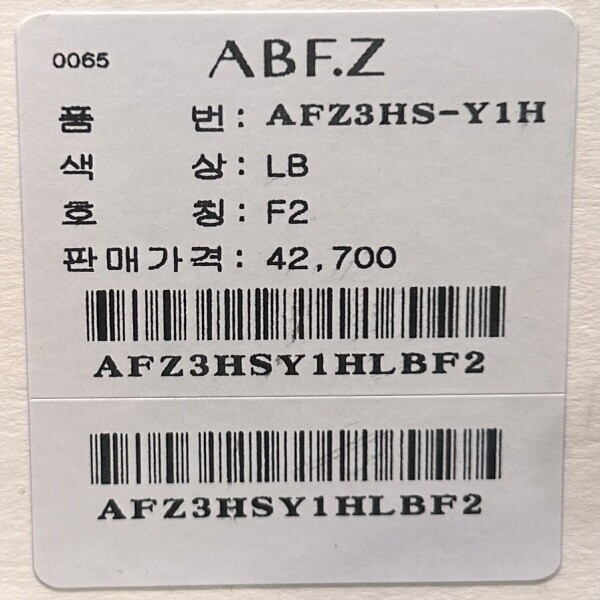 0065 ABF.Z
품 번: AFZ3HS-Y1H
색 상: LB
호 칭: F2
판매가격: 42,700
AFZ3HSY1HLBF2
AFZ3HSY1HLBF2